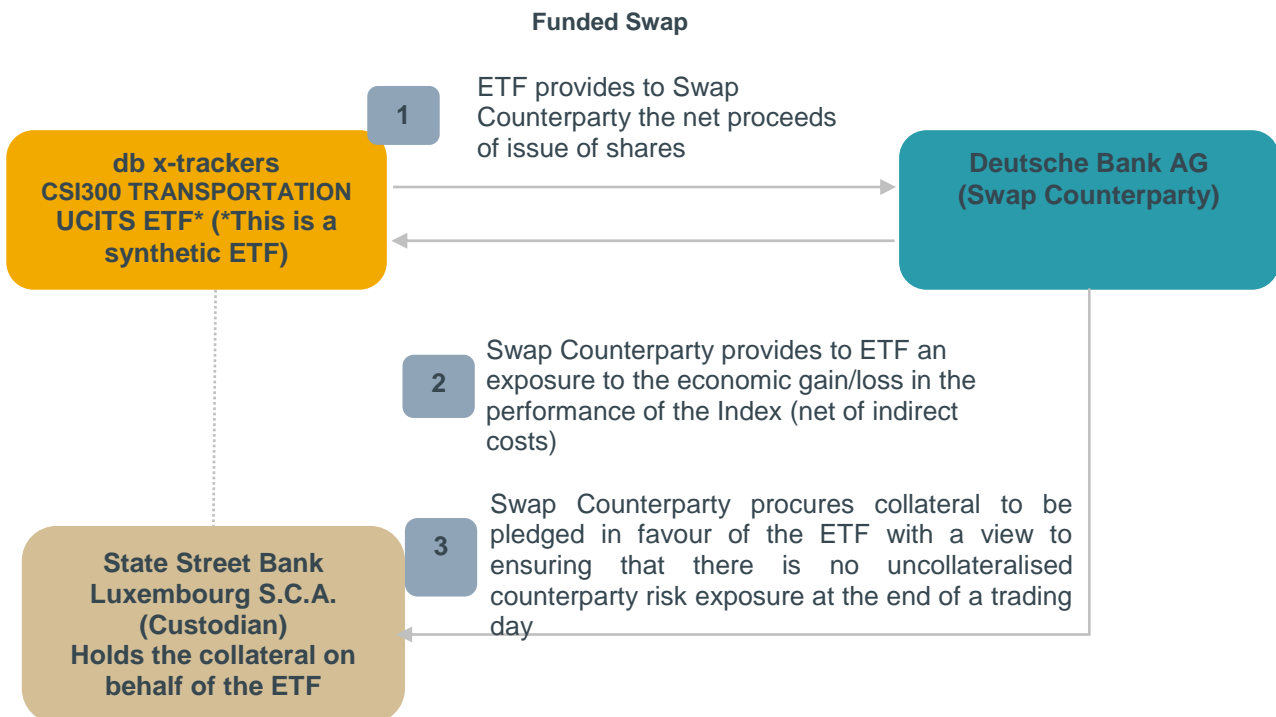 Funded Swap
1
ETF provides to Swap
Counterparty the net proceeds
of issue of shares
db x-trackers
CSI300 TRANSPORTATION
UCITS ETF* (*This is a
synthetic ETF)
Deutsche Bank AG
(Swap Counterparty)
2
Swap Counterparty provides to ETF an
exposure to the economic gain/loss in the
performance of the Index (net of indirect
costs)
3
Swap Counterparty procures collateral to be
pledged in favour of the ETF with a view to
ensuring that there is no uncollateralised
counterparty risk exposure at the end of a trading
day
State Street Bank
Luxembourg S.C.A.
(Custodian)
Holds the collateral on
behalf of the ETF